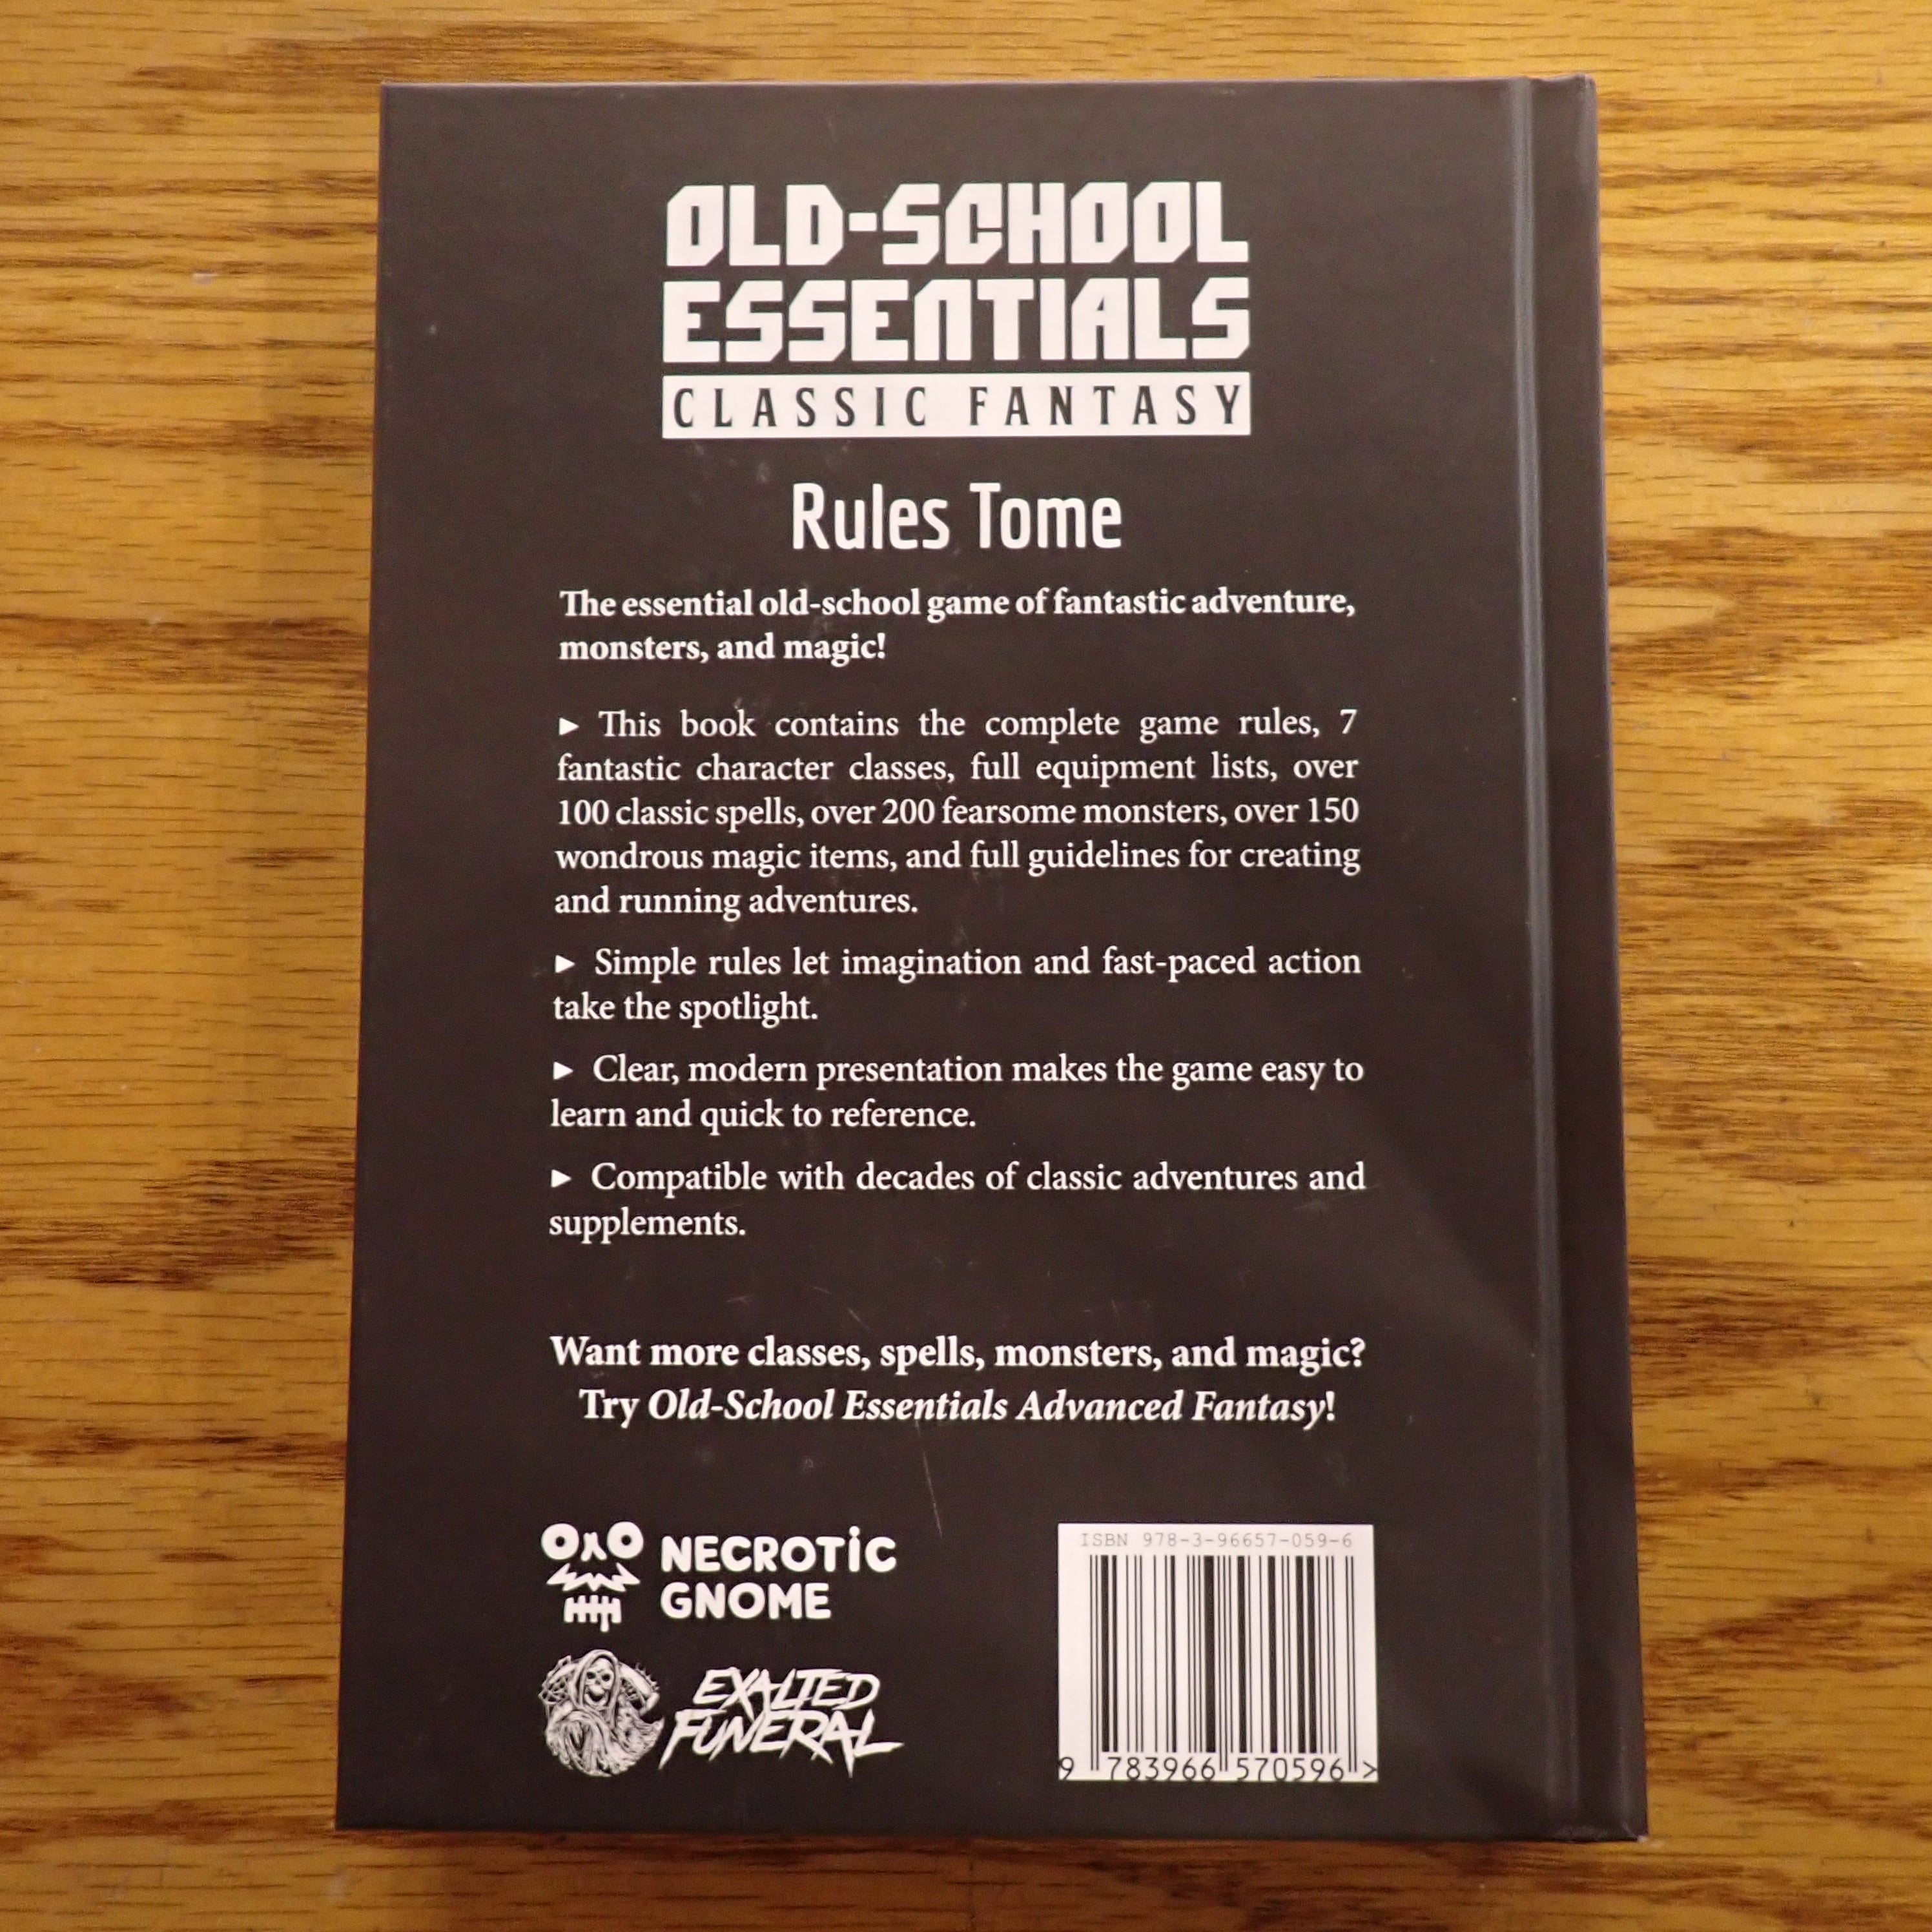 OLD-SCHOOL
ESSENTIALS
CLASSIC FANTASY
Rules Tome
The essential old-school game of fantastic adventure,
monsters, and magic!
► This book contains the complete game rules, 7
fantastic character classes, full equipment lists, over
100 classic spells, over 200 fearsome monsters, over 150
wondrous magic items, and full guidelines for creating
and running adventures.
► Simple rules let imagination and fast-paced action
take the spotlight.
► Clear, modern presentation makes the game easy to
learn and quick to reference.
► Compatible with decades of classic adventures and
supplements.
Want more classes, spells, monsters, and magic?
Try Old-School Essentials Advanced Fantasy!
NECROTIC
GNOME
EXALTED
FUNERAL
ISBN 978-3-96657-059-6
9 783966 570596 >